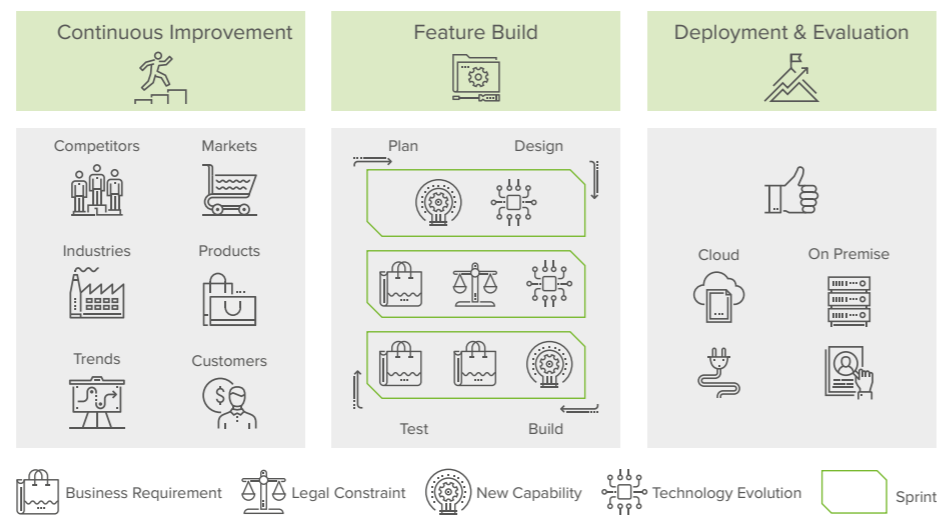 Continuous Improvement
Feature Build
Deployment & Evaluation
Competitors
Markets
Industries
Products
Trends
Customers
$
Plan
Design
Test
Build
Cloud
On Premise
Business Requirement
Legal Constraint
New Capability
Technology Evolution
Sprint